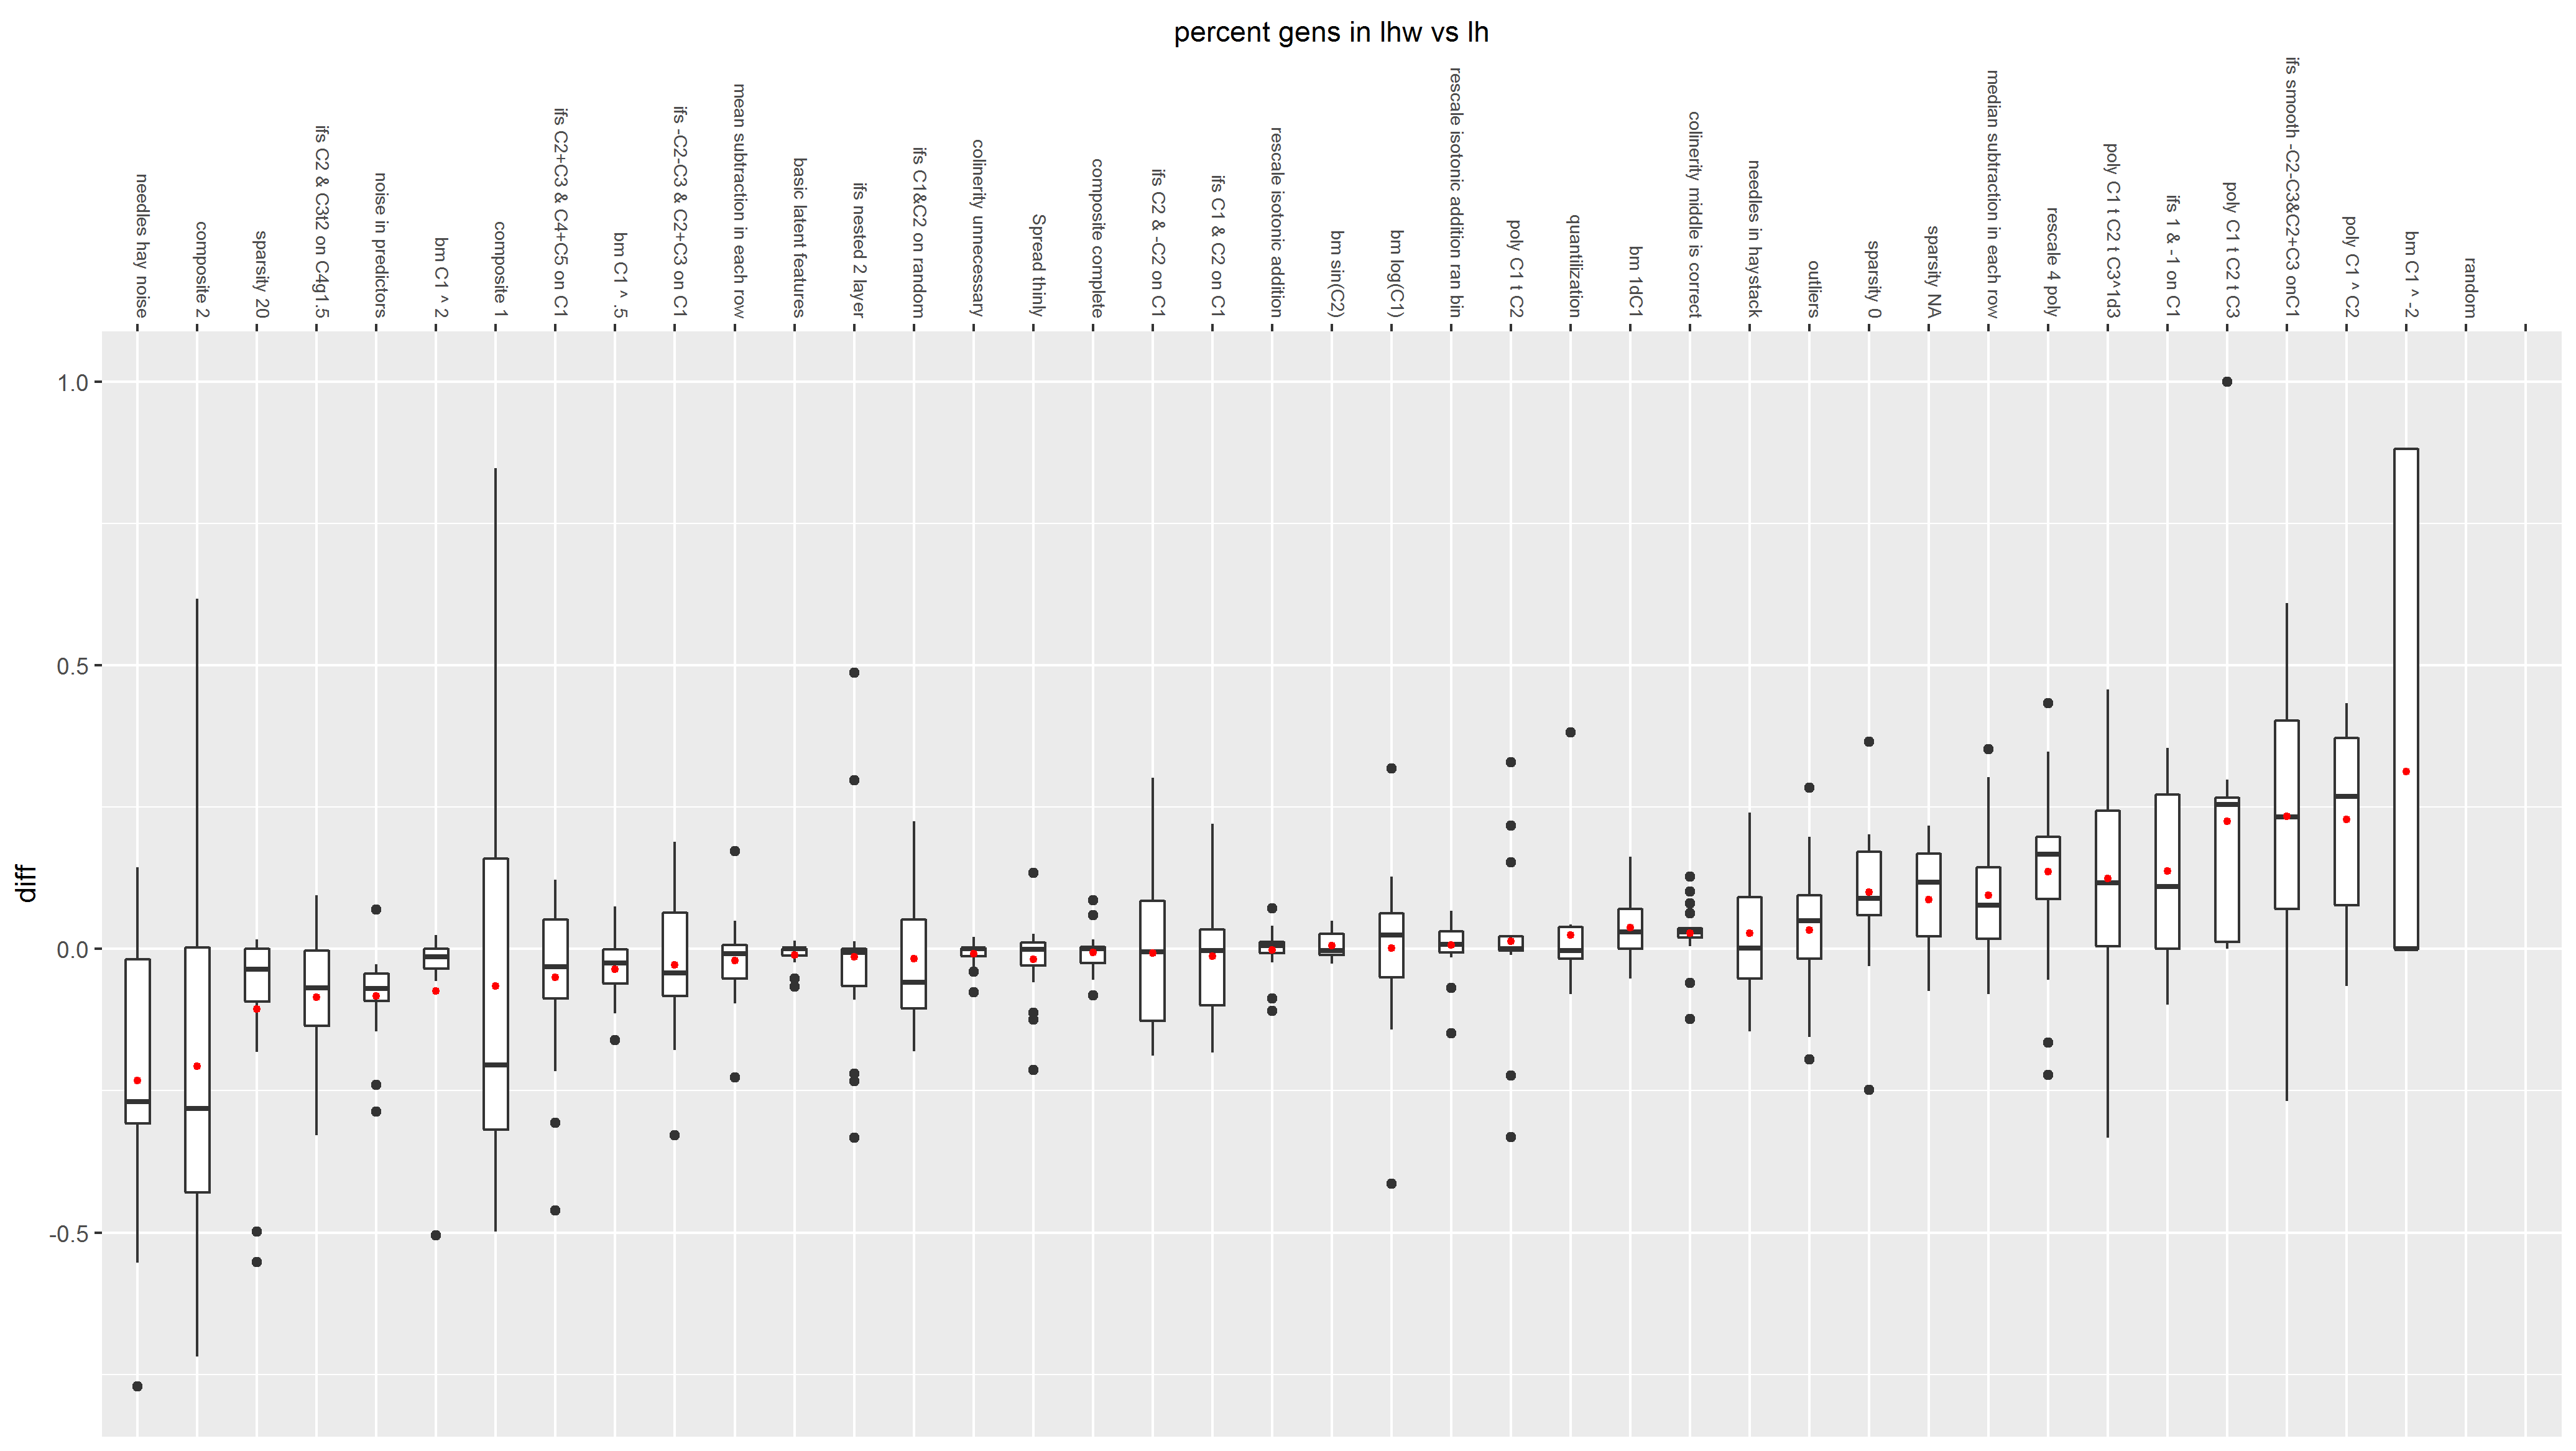 percent gens in lhw vs lh
needles hay noise
composite 2
sparsity 20
ifs C2 & C3t2 on C4g1.5
noise in predictors
bm C1 ^ 2
composite 1
ifs C2+C3 & C4+C5 on C1
bm C1 ^ .5
ifs -C2-C3 & C2+C3 on C1
mean subtraction in each row
basic latent features
ifs nested 2 layer
ifs C1&C2 on random
colinerity unnecessary
Spread thinly
composite complete
ifs C2 & -C2 on C1
ifs C1 & C2 on C1
rescale isotonic addition
bm sin(C2)
bm log(C1)
rescale isotonic addition ran bin
poly C1 t C2
quantilization
bm 1dC1
colinerity middle is correct
needles in haystack
outliers
sparsity 0
sparsity NA
median subtraction in each row
rescale 4 poly
poly C1 t C2 t C3^1d3
ifs 1 & -1 on C1
poly C1 t C2 t C3
ifs smooth -C2-C3&C2+C3 onC1
poly C1 ^ C2
bm C1 ^ -2
random
1.0
0.5
0.0
-0.5
diff